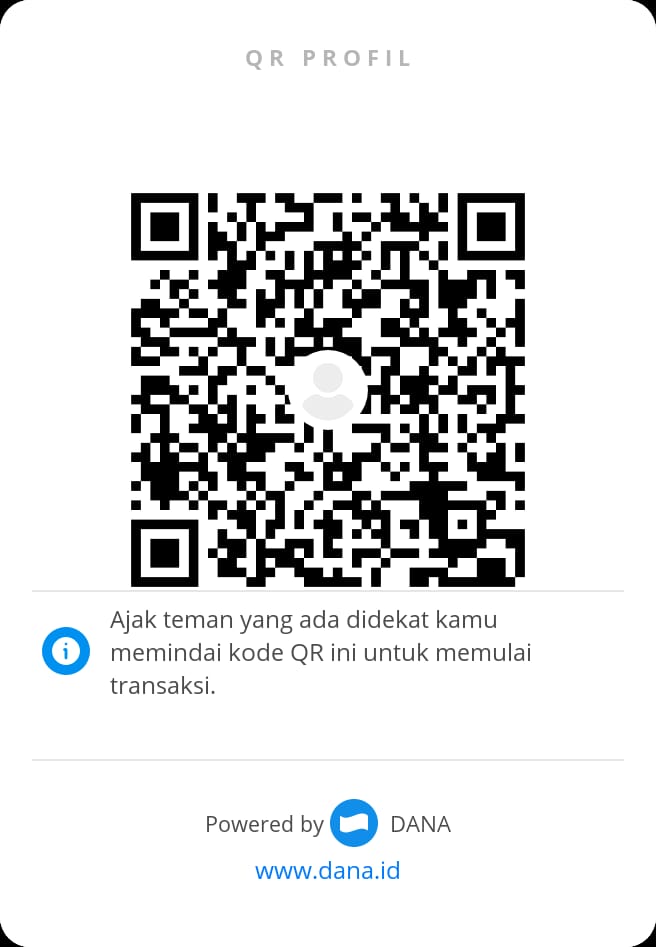 QR PROFIL
Ajak teman yang ada didekat kamu
memindai kode QR ini untuk memulai
transaksi.
Powered by DANA
www.dana.id